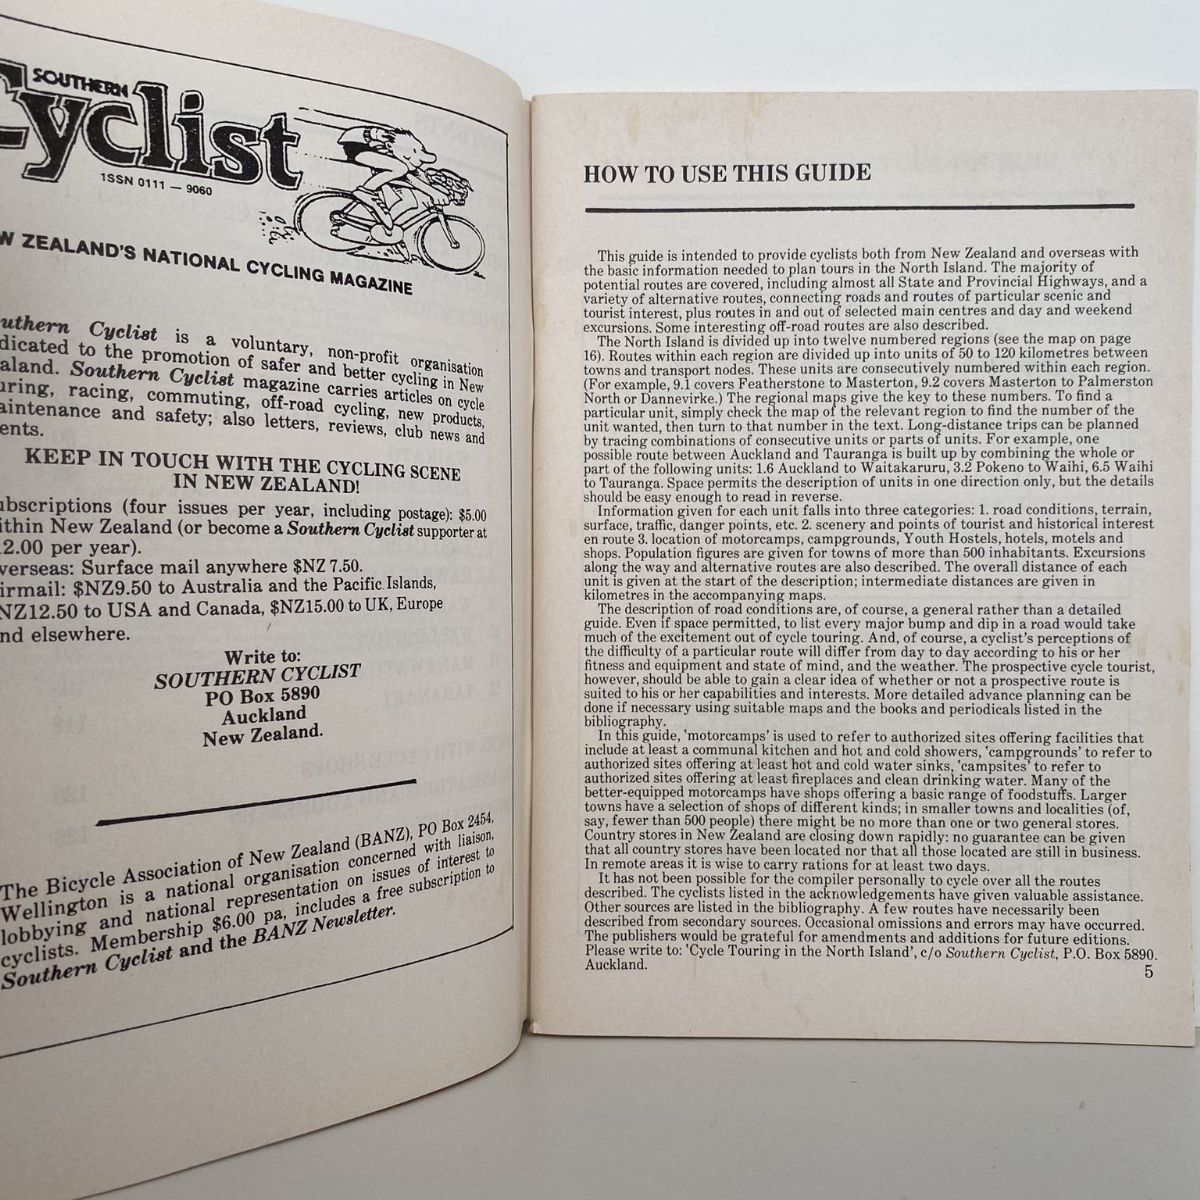 SOUTHERN
Cyclist
1SSN 0111 — 9060
ZEALAND'S NATIONAL CYCLING MAGAZINE
Cyclist is a voluntary, non-profit organisation
to the promotion of safer and better cycling in New
Southern Cyclist magazine carries articles on cycle
racing, commuting, off-road cycling, new products,
and safety; also letters, reviews, club news and
KEEP IN TOUCH WITH THE CYCLING SCENE
IN NEW ZEALAND!
(four issues per year, including postage): $5.00
New Zealand (or become a Southern Cyclist supporter at
2.00 per year).
Surface mail anywhere $NZ 7.50.
$NZ9.50 to Australia and the Pacific Islands,
NZ12.50 to USA and Canada, $NZ15.00 to UK, Europe
elsewhere.
Write to:
SOUTHERN CYCLIST
PO Box 5890
Auckland
New Zealand.
The Bicycle Association of New Zealand (BANZ), PO Box 2454,
Wellington is a national organisation concerned with liaison,
lobbying and national representation on issues of interest to
cyclists. Membership $6.00 pa, includes a free subscription to
Southern Cyclist and the BANZ Newsletter.
HOW TO USE THIS GUIDE
This guide is intended to provide cyclists both from New Zealand and overseas with
the basic information needed to plan tours in the North Island. The majority of
potential routes are covered, including almost all State and Provincial Highways, and a
variety of alternative routes, connecting roads and routes of particular scenic and
tourist interest, plus routes in and out of selected main centres and day and weekend
excursions. Some interesting off-road routes are also described.
The North Island is divided up into twelve numbered regions (see the map on page
16). Routes within each region are divided up into units of 50 to 120 kilometres between
towns and transport nodes. These units are consecutively numbered within each region.
(For example, 9.1 covers Featherstone to Masterton, 9.2 covers Masterton to Palmerston
North or Dannevirke.) The regional maps give the key to these numbers. To find a
particular unit, simply check the map of the relevant region to find the number of the
unit wanted, then turn to that number in the text. Long-distance trips can be planned
by tracing combinations of consecutive units or parts of units. For example, one
possible route between Auckland and Tauranga is built up by combining the whole or
part of the following units: 1.6 Auckland to Waitakaruru, 3.2 Pokeno to Waihi, 6.5 Waihi
to Tauranga. Space permits the description of units in one direction only, but the details
should be easy enough to read in reverse.
Information given for each unit falls into three categories: 1. road conditions, terrain,
surface, traffic, danger points, etc. 2. scenery and points of tourist and historical interest
en route 3. location of motorcamps, campgrounds, Youth Hostels, hotels, motels and
shops. Population figures are given for towns of more than 500 inhabitants. Excursions
along the way and alternative routes are also described. The overall distance of each
unit is given at the start of the description; intermediate distances are given in
kilometres in the accompanying maps.
The description of road conditions are, of course, a general rather than a detailed
guide. Even if space permitted, to list every major bump and dip in a road would take
much of the excitement out of cycle touring. And, of course, a cyclist's perceptions of
the difficulty of a particular route will differ from day to day according to his or her
fitness and equipment and state of mind, and the weather. The prospective cycle tourist,
however, should be able to gain a clear idea of whether or not a prospective route is
suited to his or her capabilities and interests. More detailed advance planning can be
done if necessary using suitable maps and the books and periodicals listed in the
bibliography.
In this guide, 'motorcamps' is used to refer to authorized sites offering facilities that
include at least a communal kitchen and hot and cold showers, 'campgrounds' to refer to
authorized sites offering at least hot and cold water sinks, 'campsites' to refer to
authorized sites offering at least fireplaces and clean drinking water. Many of the
better-equipped motorcamps have shops offering a basic range of foodstuffs. Larger
towns have a selection of shops of different kinds; in smaller towns and localities (of,
say, fewer than 500 people) there might be no more than one or two general stores.
Country stores in New Zealand are closing down rapidly: no guarantee can be given
that all country stores have been located nor that all those located are still in business.
In remote areas it is wise to carry rations for at least two days.
It has not been possible for the compiler personally to cycle over all the routes
described. The cyclists listed in the acknowledgements have given valuable assistance.
Other sources are listed in the bibliography. A few routes have necessarily been
described from secondary sources. Occasional omissions and errors may have occurred.
The publishers would be grateful for amendments and additions for future editions.
Please write to: 'Cycle Touring in the North Island', c/o Southern Cyclist, P.O. Box 5890.
Auckland.
5